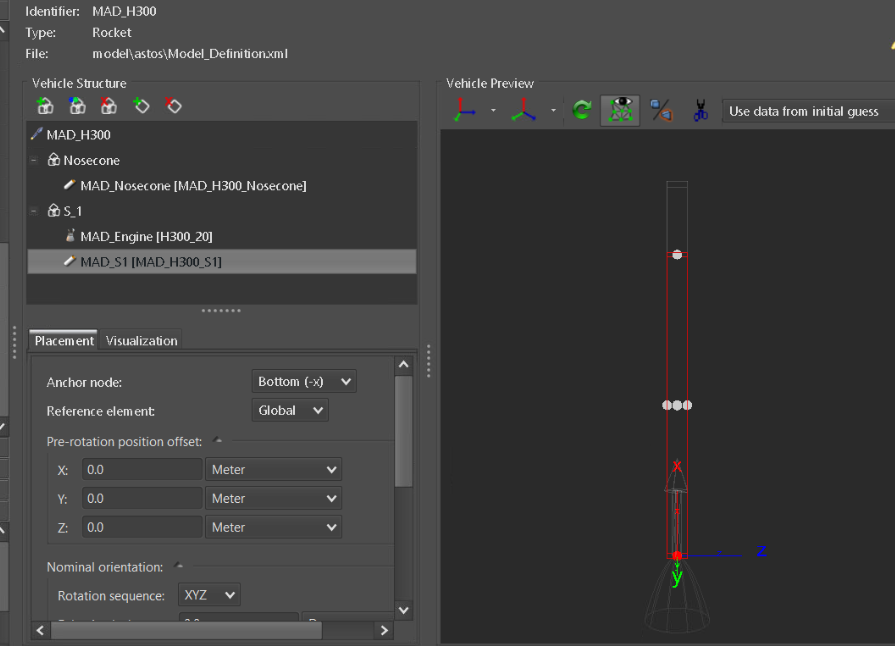 Identifier: MAD_H300
Type: Rocket
File: model\astos\Model_Definition.xml
Vehicle Structure
MAD_H300
Nosecone
MAD_Nosecone [MAD_H300_Nosecone]
S_1
MAD_Engine [H300_20]
MAD_S1 [MAD_H300_S1]
Placement Visualization
Anchor node: Bottom (-x)
Reference element: Global
Pre-rotation position offset:
X: 0.0 Meter
Y: 0.0 Meter
Z: 0.0 Meter
Nominal orientation:
Rotation sequence: XYZ
Vehicle Preview
Use data from initial guess
X
Z
y